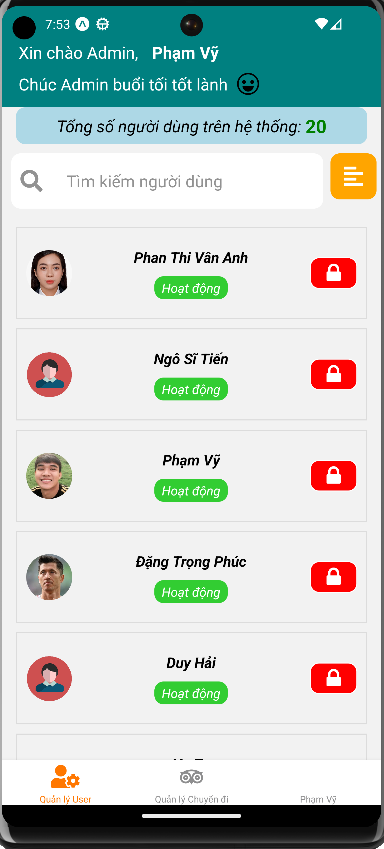 7:53
Xin chào Admin, Phạm Vỹ
Chúc Admin buổi tối tốt lành
Tổng số người dùng trên hệ thống: 20
Tìm kiếm người dùng
Phan Thi Vân Anh
Hoạt động
Ngô Sĩ Tiến
Hoạt động
Phạm Vỹ
Hoạt động
Đặng Trọng Phúc
Hoạt động
Duy Hải
Hoạt động
Quản lý User
Quản lý Chuyến đi
Phạm Vỹ